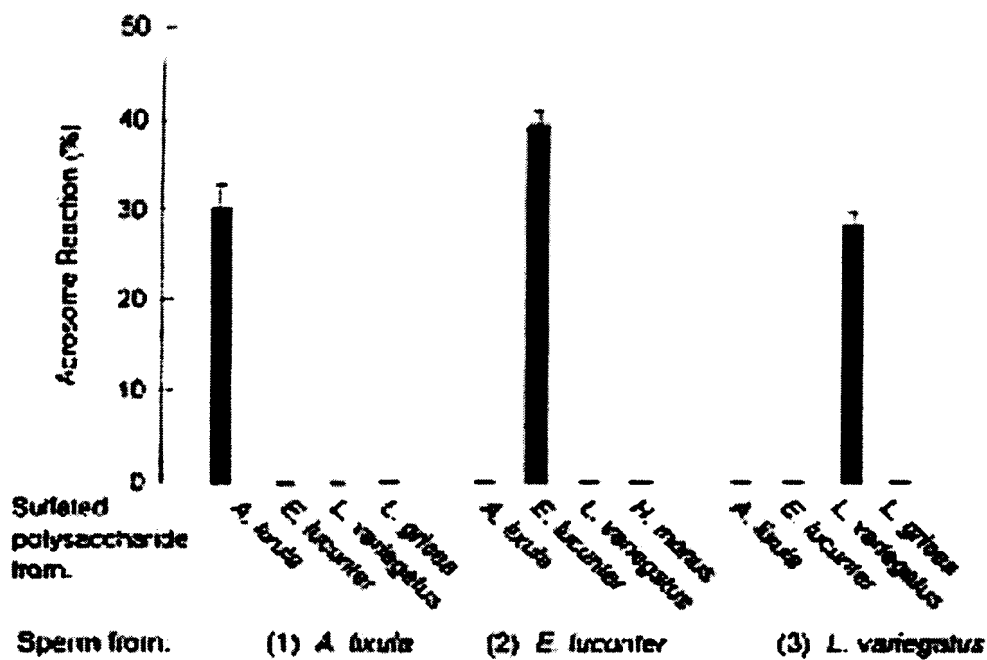 50
40
30
20
10
0
Acrosome Reaction (%)
Sulfated
polysaccharide
from.
A. lixula
E. lucunter
L. variegatus
L. grisea
A. lixula
E. lucunter
L. variegatus
H.
A. lixula
E. lucunter
L. variegatus
L. grisea
Sperm from.
(1) A. lixula
(2) E. lucunter
(3) L. variegatus